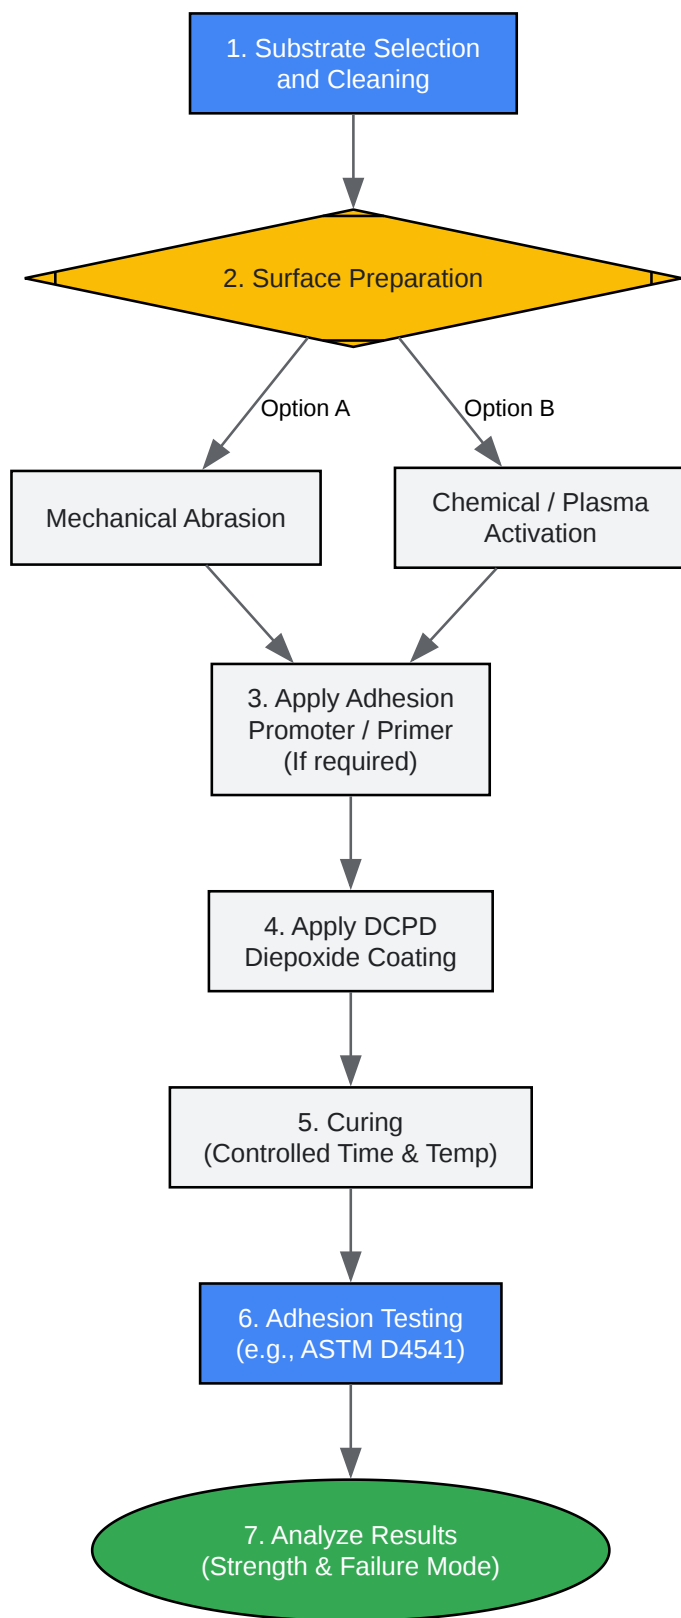 1. Substrate Selection
and Cleaning
2. Surface Preparation
Option A
Option B
Mechanical Abrasion
Chemical / Plasma
Activation
3. Apply Adhesion
Promoter / Primer
(If required)
4. Apply DCPD
Diepoxide Coating
5. Curing
(Controlled Time & Temp)
6. Adhesion Testing
(e.g., ASTM D4541)
7. Analyze Results
(Strength & Failure Mode)